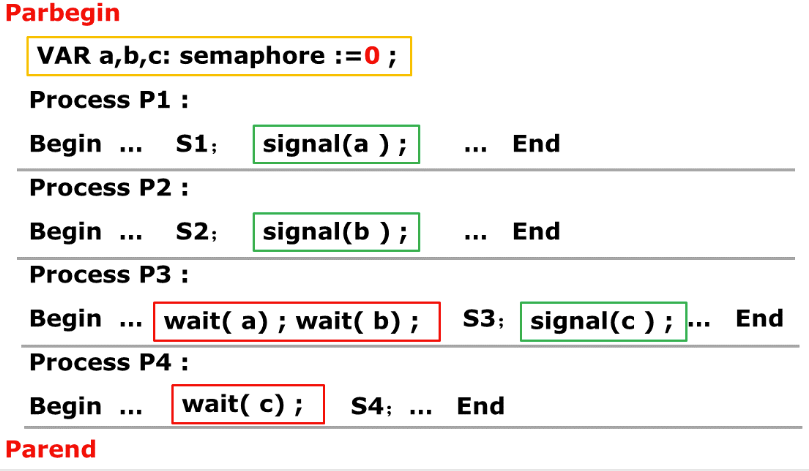 Parbegin
VAR a,b,c: semaphore :=0 ;
Process P1 :
Begin ... S1； signal(a ) ; ... End
Process P2 :
Begin ... S2； signal(b ) ; ... End
Process P3 :
Begin ... wait( a) ; wait( b) ; S3； signal(c ) ; ... End
Process P4 :
Begin ... wait( c) ; S4； ... End
Parend